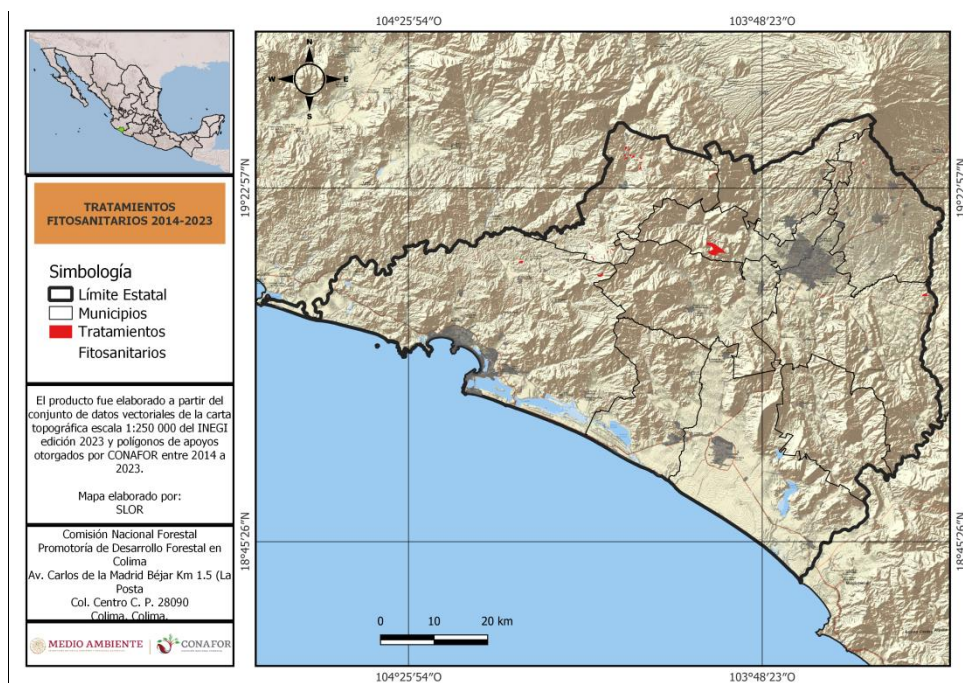 104°25'54"O
103°48'23"O
19°22'57"N
19°22'57"N
18°45'26"N
18°45'26"N
104°25'54"O
103°48'23"O
N
W
E
S
TRATAMIENTOS
FITOSANITARIOS 2014-2023
Simbología
Límite Estatal
Municipios
Tratamientos
Fitosanitarios
El producto fue elaborado a partir del
conjunto de datos vectoriales de la carta
topográfica escala 1:250 000 del INEGI
edición 2023 y polígonos de apoyos
otorgados por CONAFOR entre 2014 a
2023.
Mapa elaborado por:
SLOR
Comisión Nacional Forestal
Promotoría de Desarrollo Forestal en
Colima
Av. Carlos de la Madrid Béjar Km 1.5 (La
Posta
Col. Centro C. P. 28090
Colima, Colima.
MEDIO AMBIENTE
CONAFOR
0 10 20 km